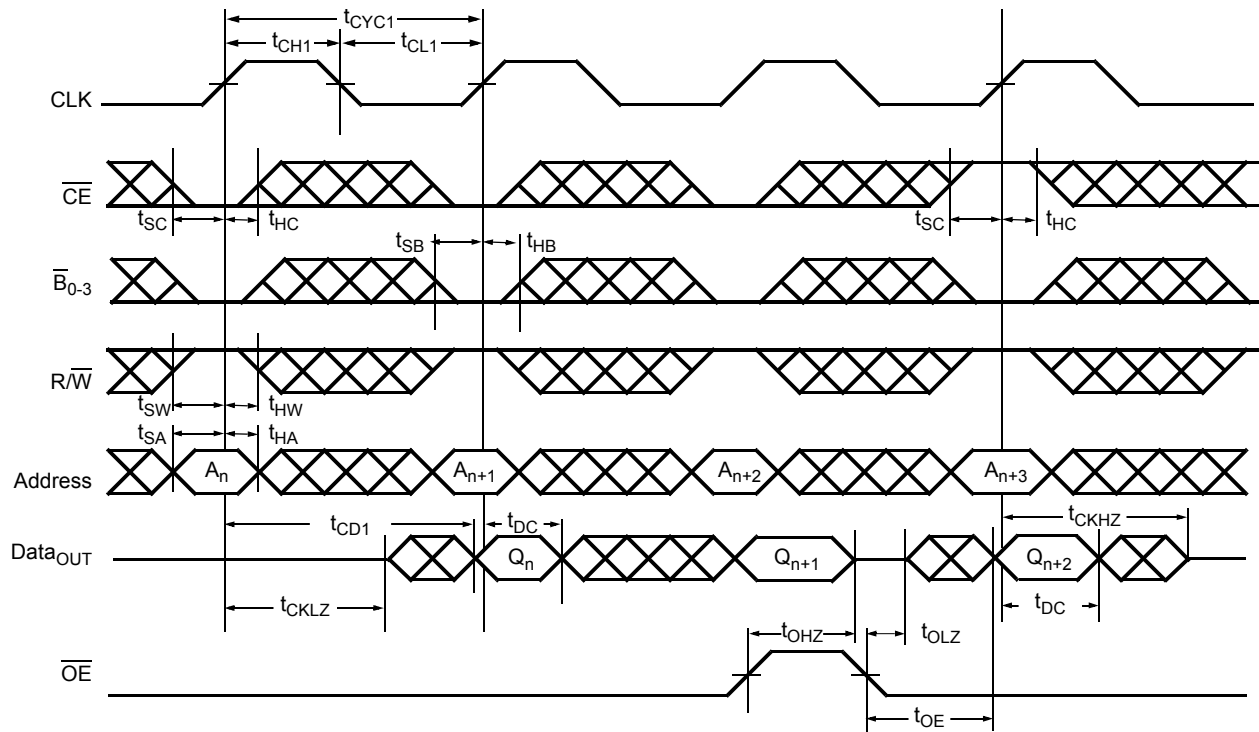 tCYC1
tCH1
tCL1
CLK
CE
tSC
tHC
tSC
tHC
tSB
tHB
B0-3
R/W
tSW
tHW
tSA
tHA
Address
An
An+1
An+2
An+3
tCD1
tDC
tCKHZ
DataOUT
Qn
Qn+1
Qn+2
tCKLZ
tDC
tOHZ
tOLZ
OE
tOE